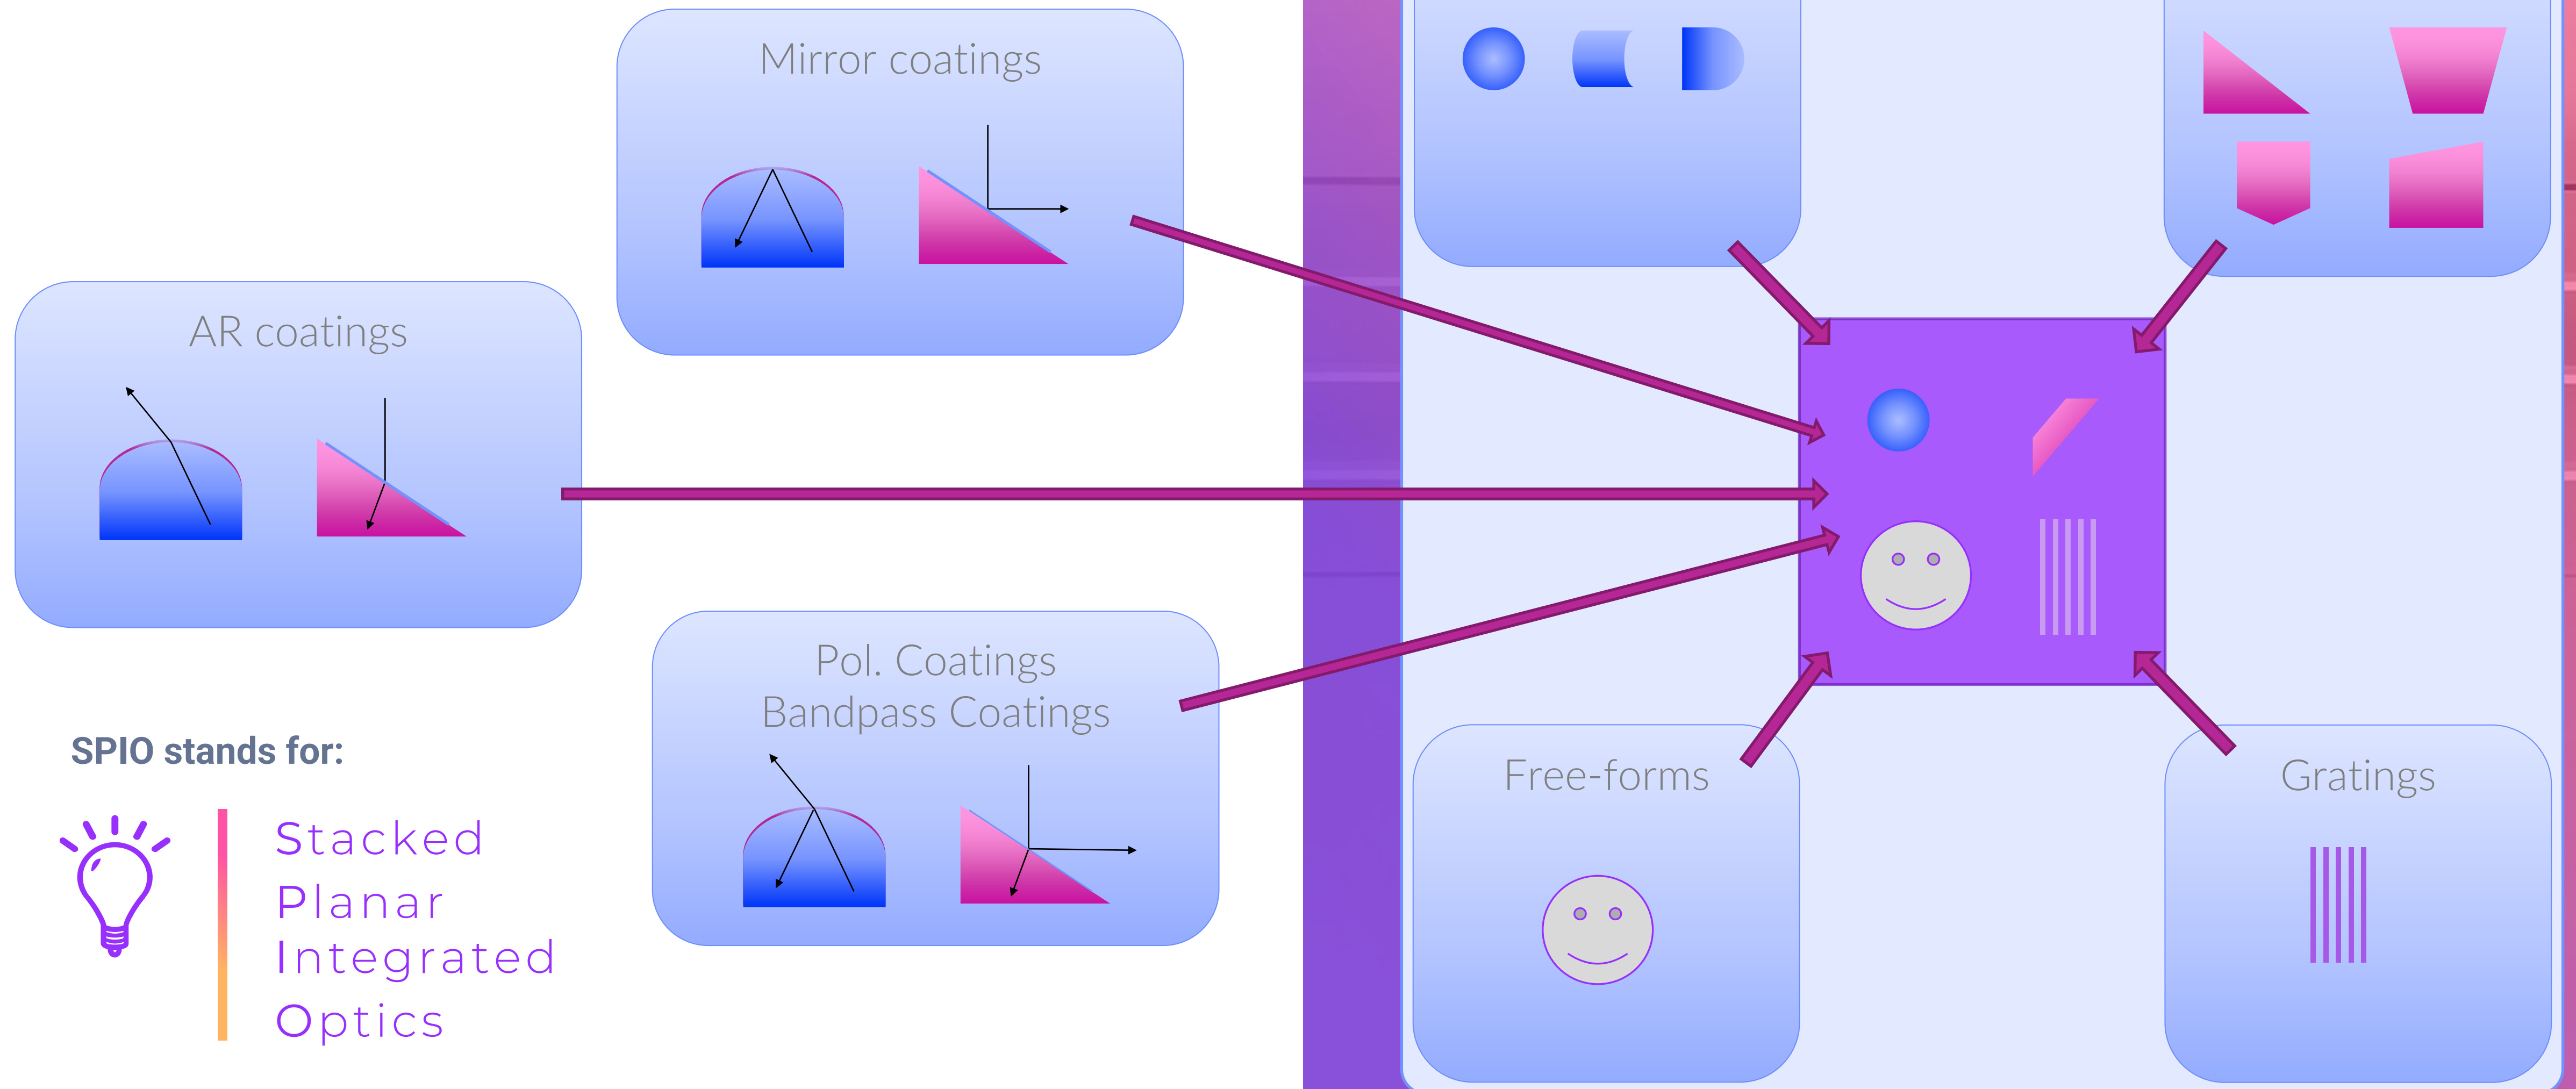 Mirror coatings
AR coatings
Pol. Coatings
Bandpass Coatings
SPIO stands for:
Stacked
Planar
Integrated
Optics
Free-forms
Gratings